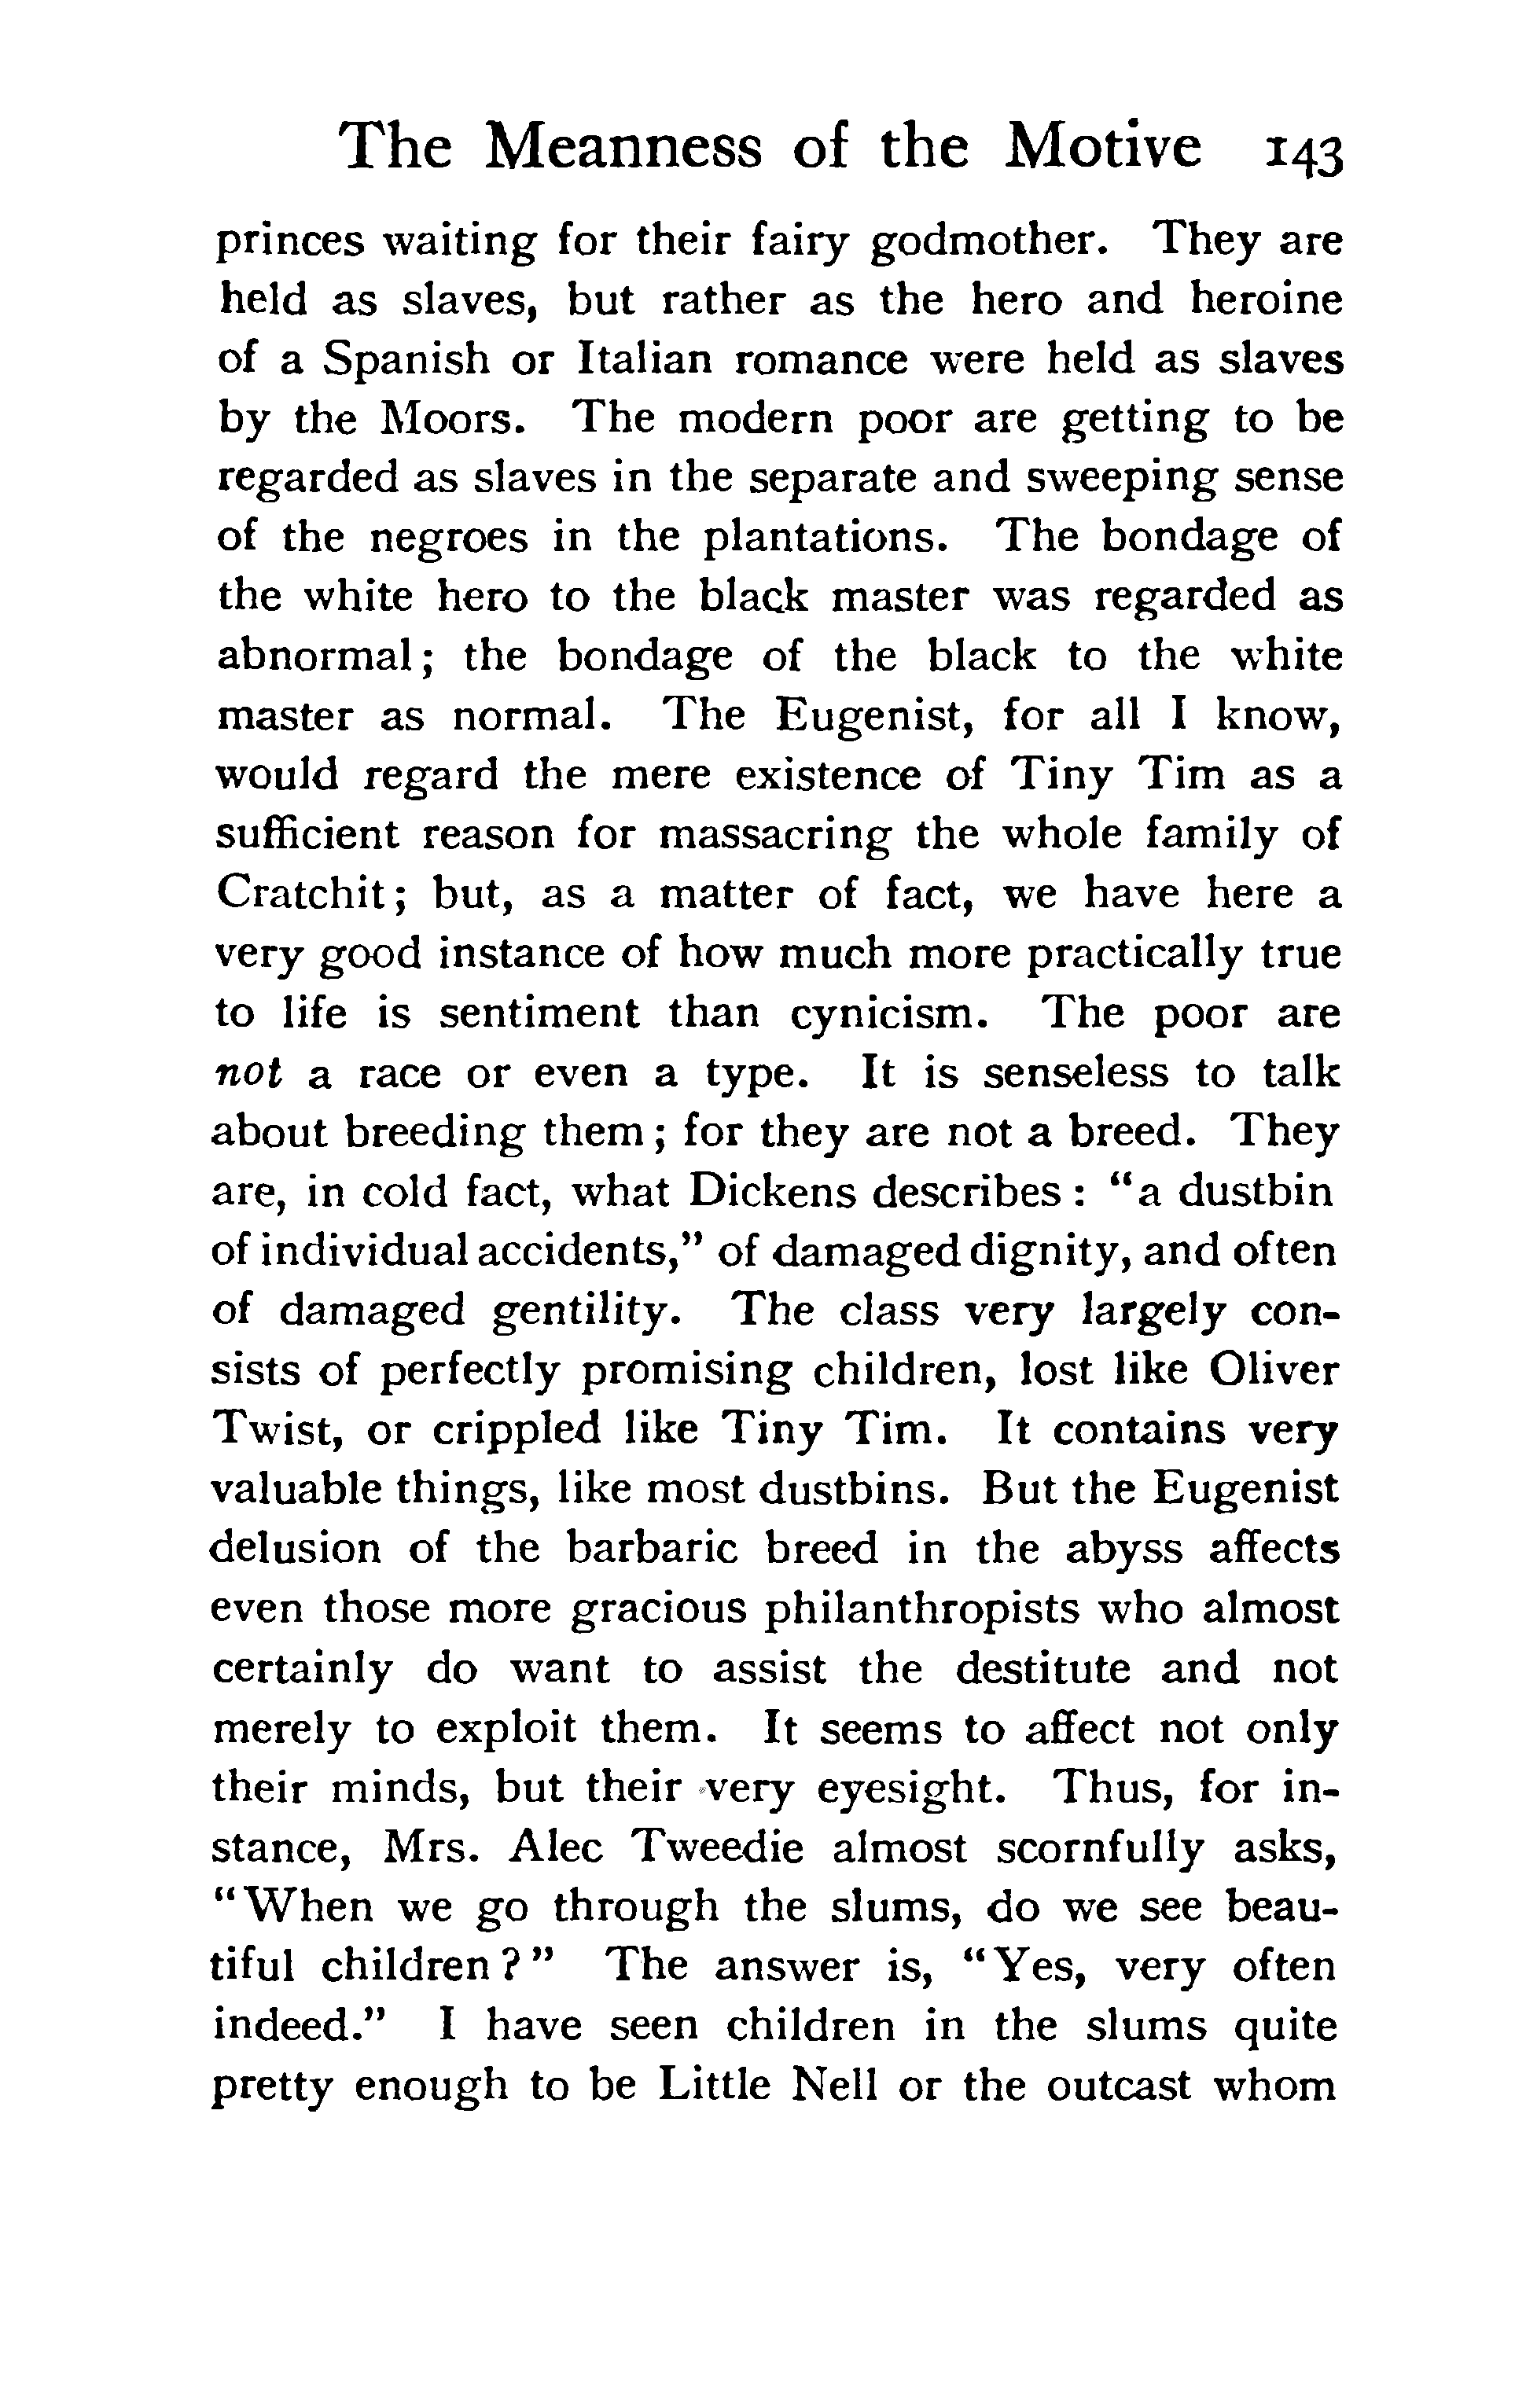 The Meanness of the Motive 143
princes waiting for their fairy godmother. They are
held as slaves, but rather as the hero and heroine
of a Spanish or Italian romance were held as slaves
by the Moors. The modern poor are getting to be
regarded as slaves in the separate and sweeping sense
of the negroes in the plantations. The bondage of
the white hero to the black master was regarded as
abnormal; the bondage of the black to the white
master as normal. The Eugenist, for all I know,
would regard the mere existence of Tiny Tim as a
sufficient reason for massacring the whole family of
Cratchit; but, as a matter of fact, we have here a
very good instance of how much more practically true
to life is sentiment than cynicism. The poor are
not a race or even a type. It is senseless to talk
about breeding them; for they are not a breed. They
are, in cold fact, what Dickens describes: “a dustbin
of individual accidents,” of damaged dignity, and often
of damaged gentility. The class very largely con-
sists of perfectly promising children, lost like Oliver
Twist, or crippled like Tiny Tim. It contains very
valuable things, like most dustbins. But the Eugenist
delusion of the barbaric breed in the abyss affects
even those more gracious philanthropists who almost
certainly do want to assist the destitute and not
merely to exploit them. It seems to affect not only
their minds, but their very eyesight. Thus, for in-
stance, Mrs. Alec Tweedie almost scornfully asks,
“When we go through the slums, do we see beau-
tiful children?” The answer is, “Yes, very often
indeed.” I have seen children in the slums quite
pretty enough to be Little Nell or the outcast whom